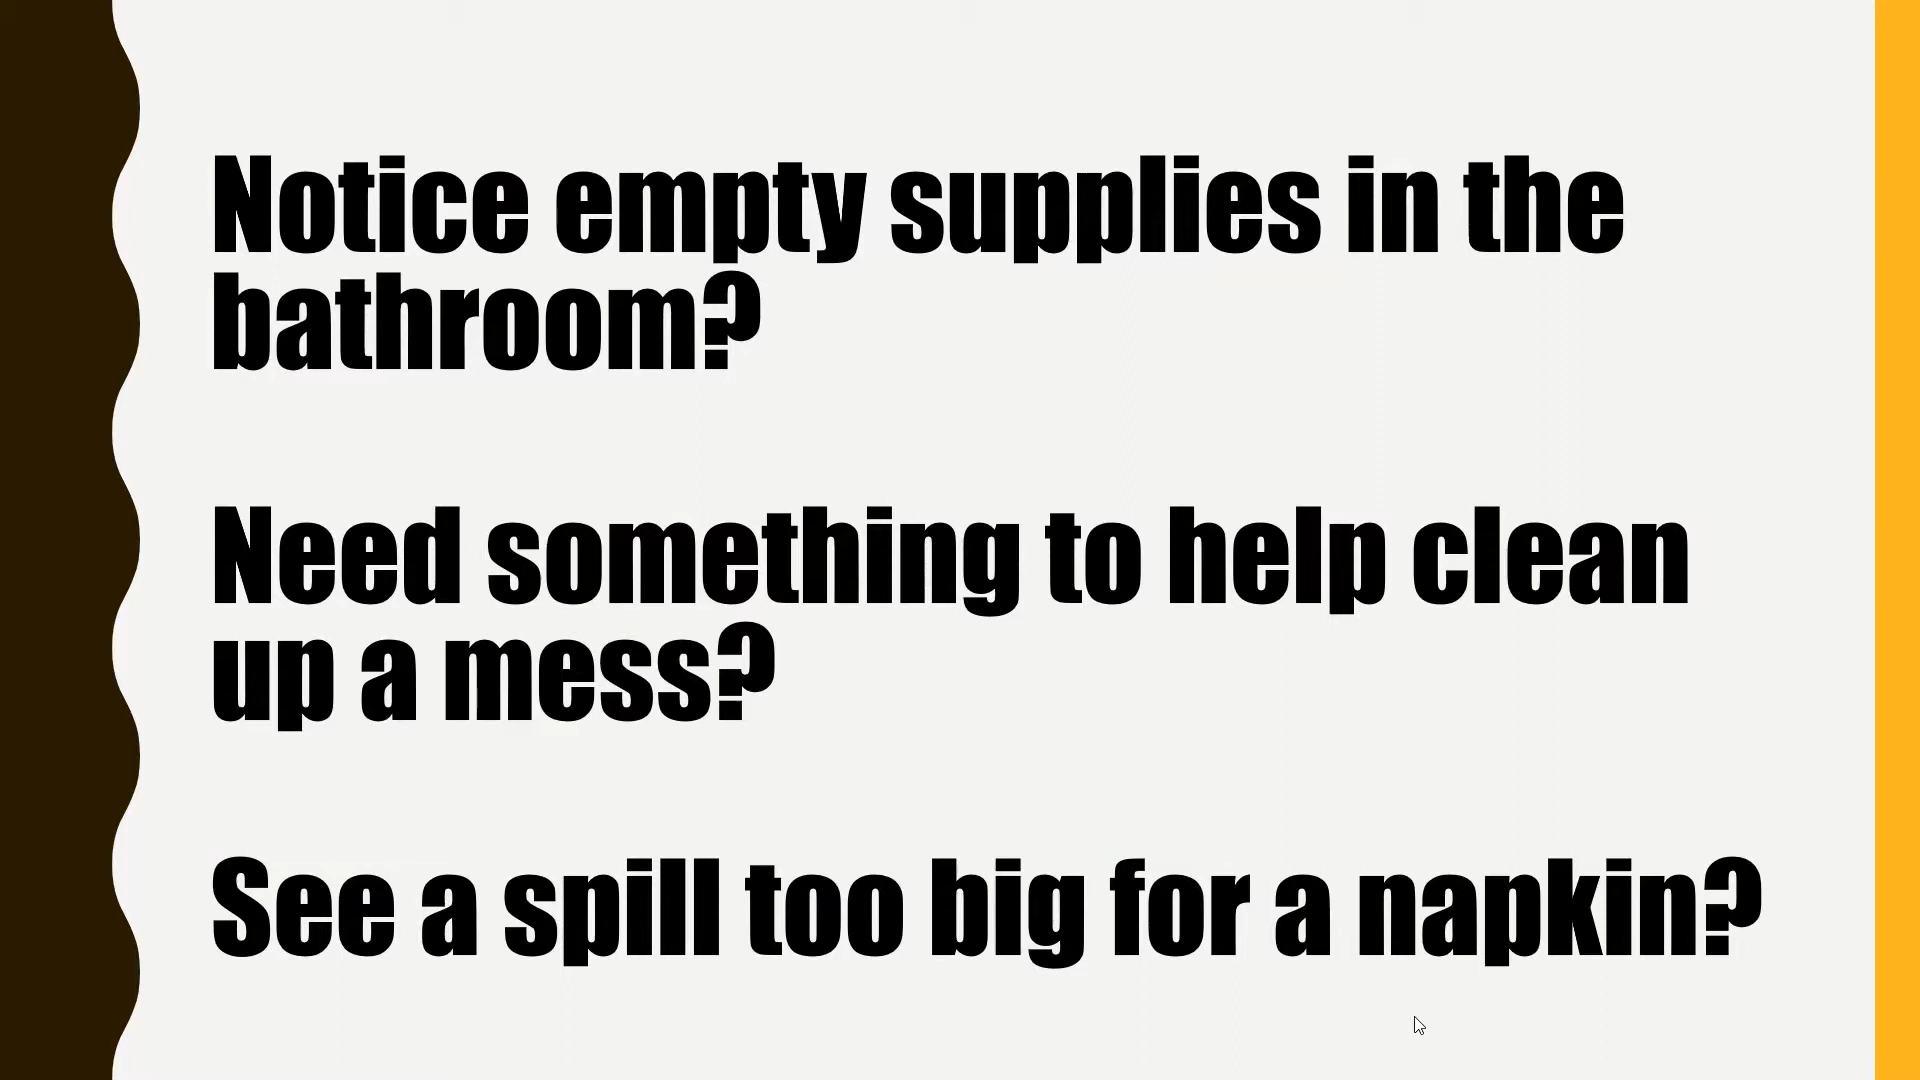 Notice empty supplies in the
bathroom?
Need something to help clean
up a mess?
See a spill too big for a napkin?